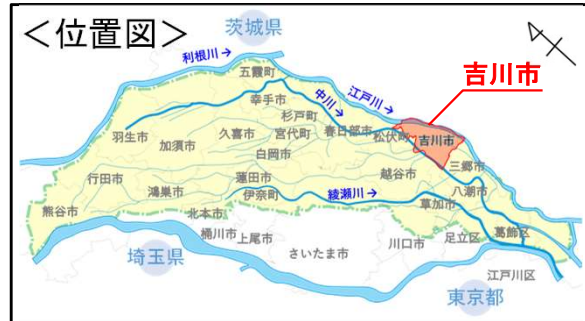 ＜位置図＞
茨城県
利根川→
五霞町
江戸川→
吉川市
幸手市
中川→
杉戸町
羽生市
加須市
久喜市
宮代町
春日部市
松伏町
吉川市
白岡市
三郷市
行田市
蓮田市
越谷市
鴻巣市
伊奈町
綾瀬川→
八潮市
熊谷市
北本市
草加市
桶川市
上尾市
川口市
足立区
葛飾区
埼玉県
さいたま市
江戸川区
東京都